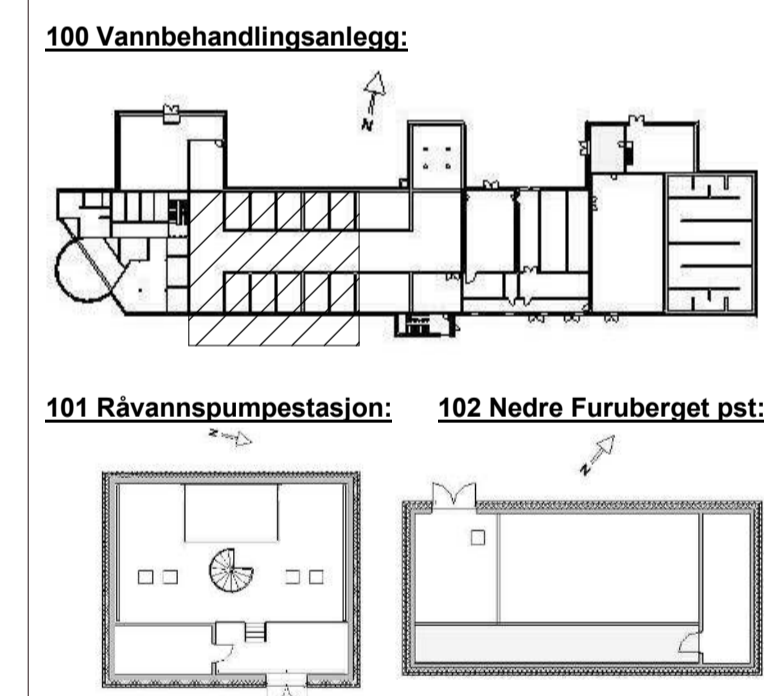 100 Vannbehandlingsanlegg:
N
101 Råvannspumpestasjon:
102 Nedre Furuberget pst:
N
N